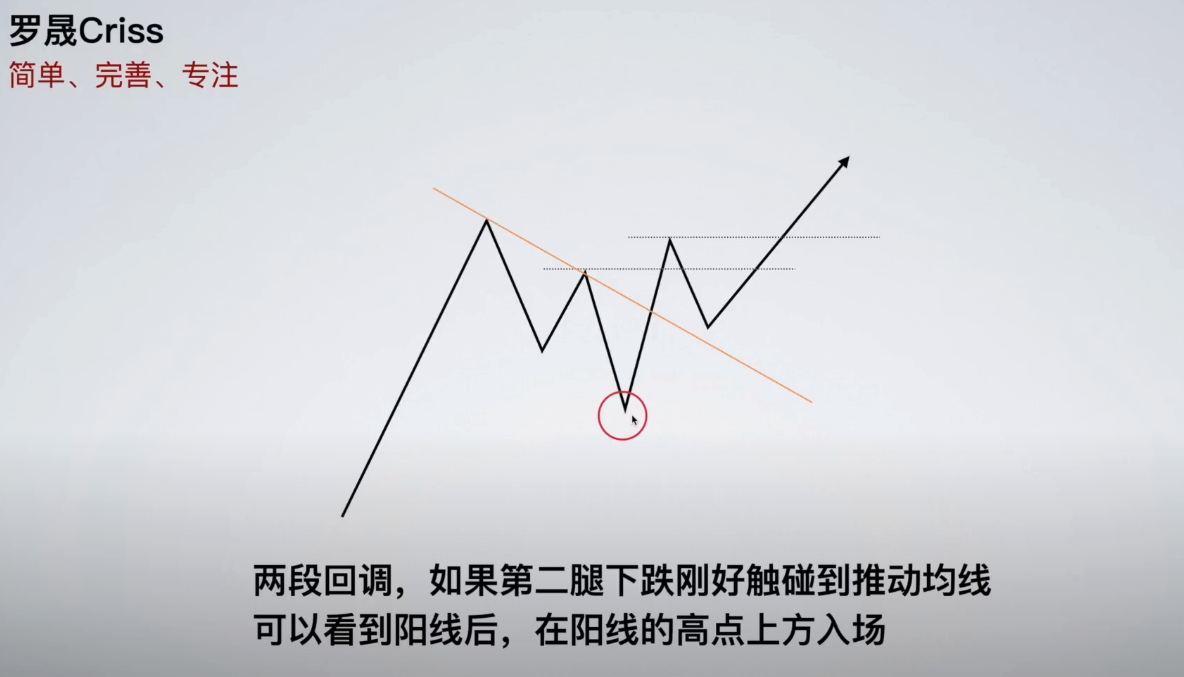 罗晟Criss
简单、完善、专注
两段回调，如果第二腿下跌刚好触碰到推动均线
可以看到阳线后，在阳线的高点上方入场